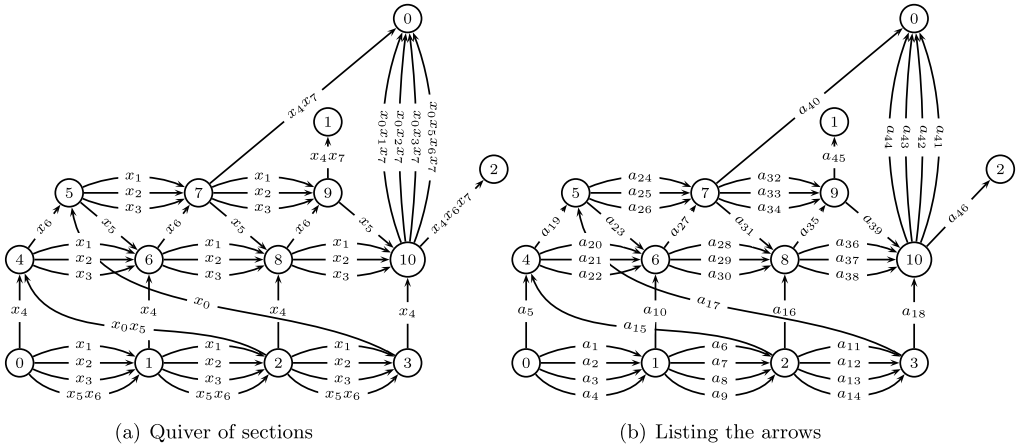 0 0
x₄x₇ a₄₀
x₀x₁x₇ x₀x₂x₇ x₀x₃x₇ x₀x₅x₆x₇ a₄₄ a₄₃ a₄₂ a₄₁
1 1
x₄x₇ a₄₅
2 2
x₄x₆x₇ a₄₆
x₁ x₁ a₂₄ a₃₂
5 x₂ 7 x₂ 9 5 a₂₅ 7 a₃₃ 9
x₃ x₃ a₂₆ a₃₄
x₆ x₅ x₆ x₅ x₆ x₅ a₁₉ a₂₃ a₂₇ a₃₁ a₃₅ a₃₉
x₁ x₁ x₁ a₂₀ a₂₈ a₃₆
4 x₂ 6 x₂ 8 x₂ 10 4 a₂₁ 6 a₂₉ 8 a₃₇ 10
x₃ x₃ x₃ a₂₂ a₃₀ a₃₈
x₀ a₁₇
x₄ x₄ x₄ x₄ a₅ a₁₀ a₁₆ a₁₈
x₀x₅ a₁₅
x₁ x₁ x₁ a₁ a₆ a₁₁
0 x₂ 1 x₂ 2 x₂ 3 0 a₂ 1 a₇ 2 a₁₂ 3
x₃ x₃ x₃ a₃ a₈ a₁₃
x₅x₆ x₅x₆ x₅x₆ a₄ a₉ a₁₄
(a) Quiver of sections (b) Listing the arrows